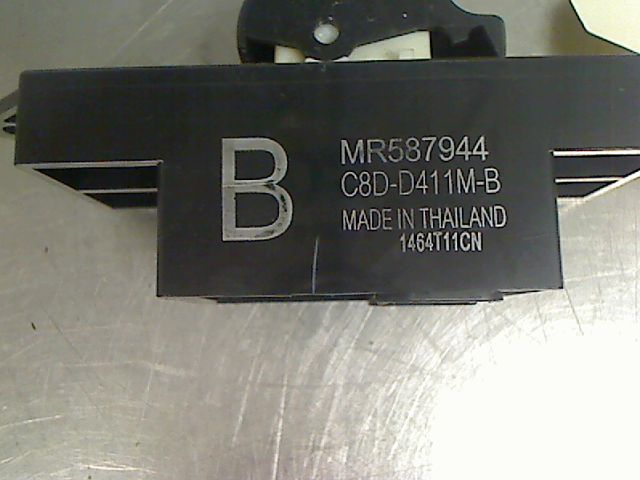 B
MR587944
C8D-D411M-B
MADE IN THAILAND
1464T11CN